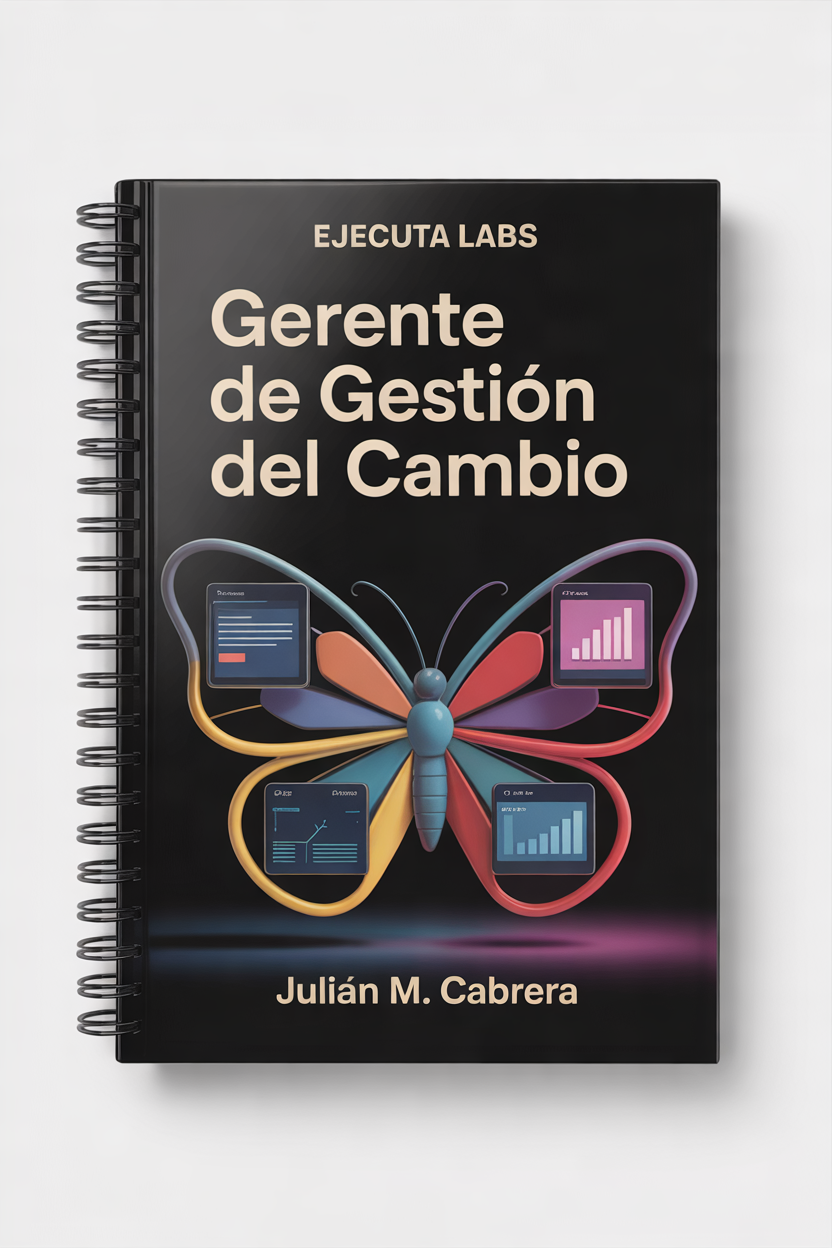 EJECUTA LABS
Gerente
de Gestión
del Cambio
Julián M. Cabrera